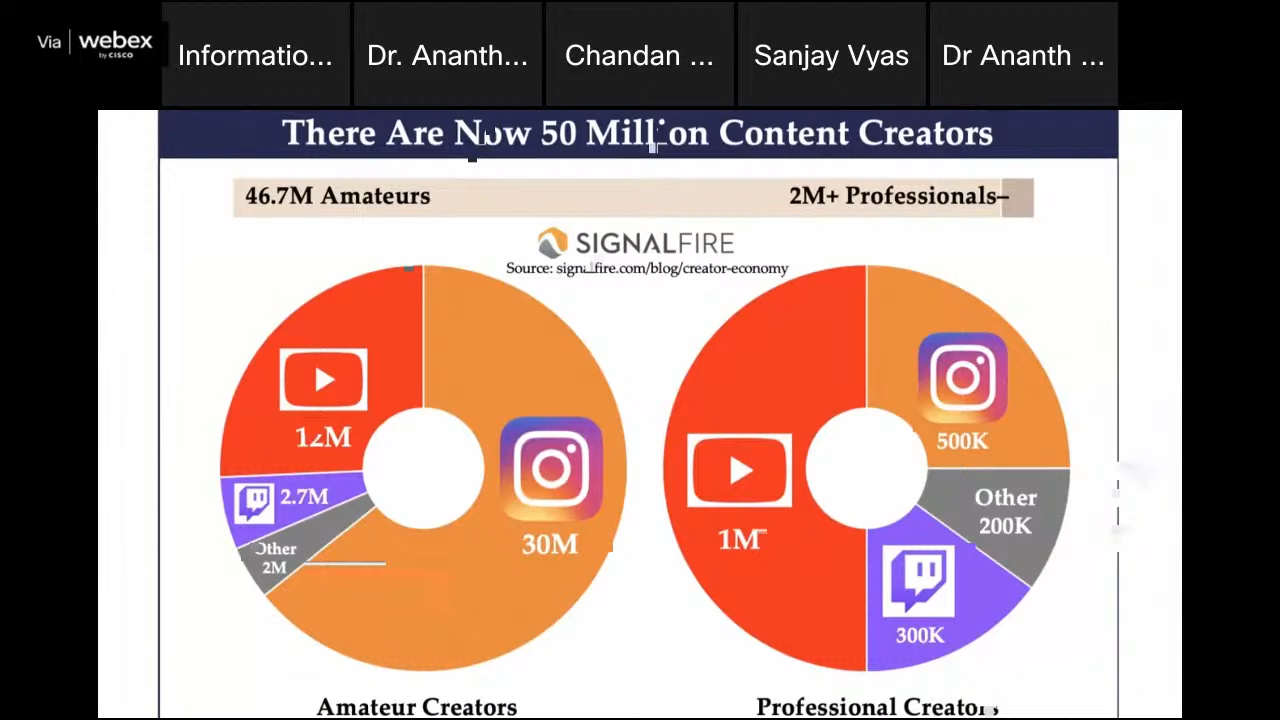 Via webex
by CISCO
Informatio...
Dr. Ananth...
Chandan ...
Sanjay Vyas
Dr Ananth ...
There Are Now 50 Million Content Creators
46.7M Amateurs
2M+ Professionals–
SIGNALFIRE
Source: signalfire.com/blog/creator-economy
12M
2.7M
Other
2M
30M
500K
Other
200K
1M
300K
Amateur Creators
Professional Creators